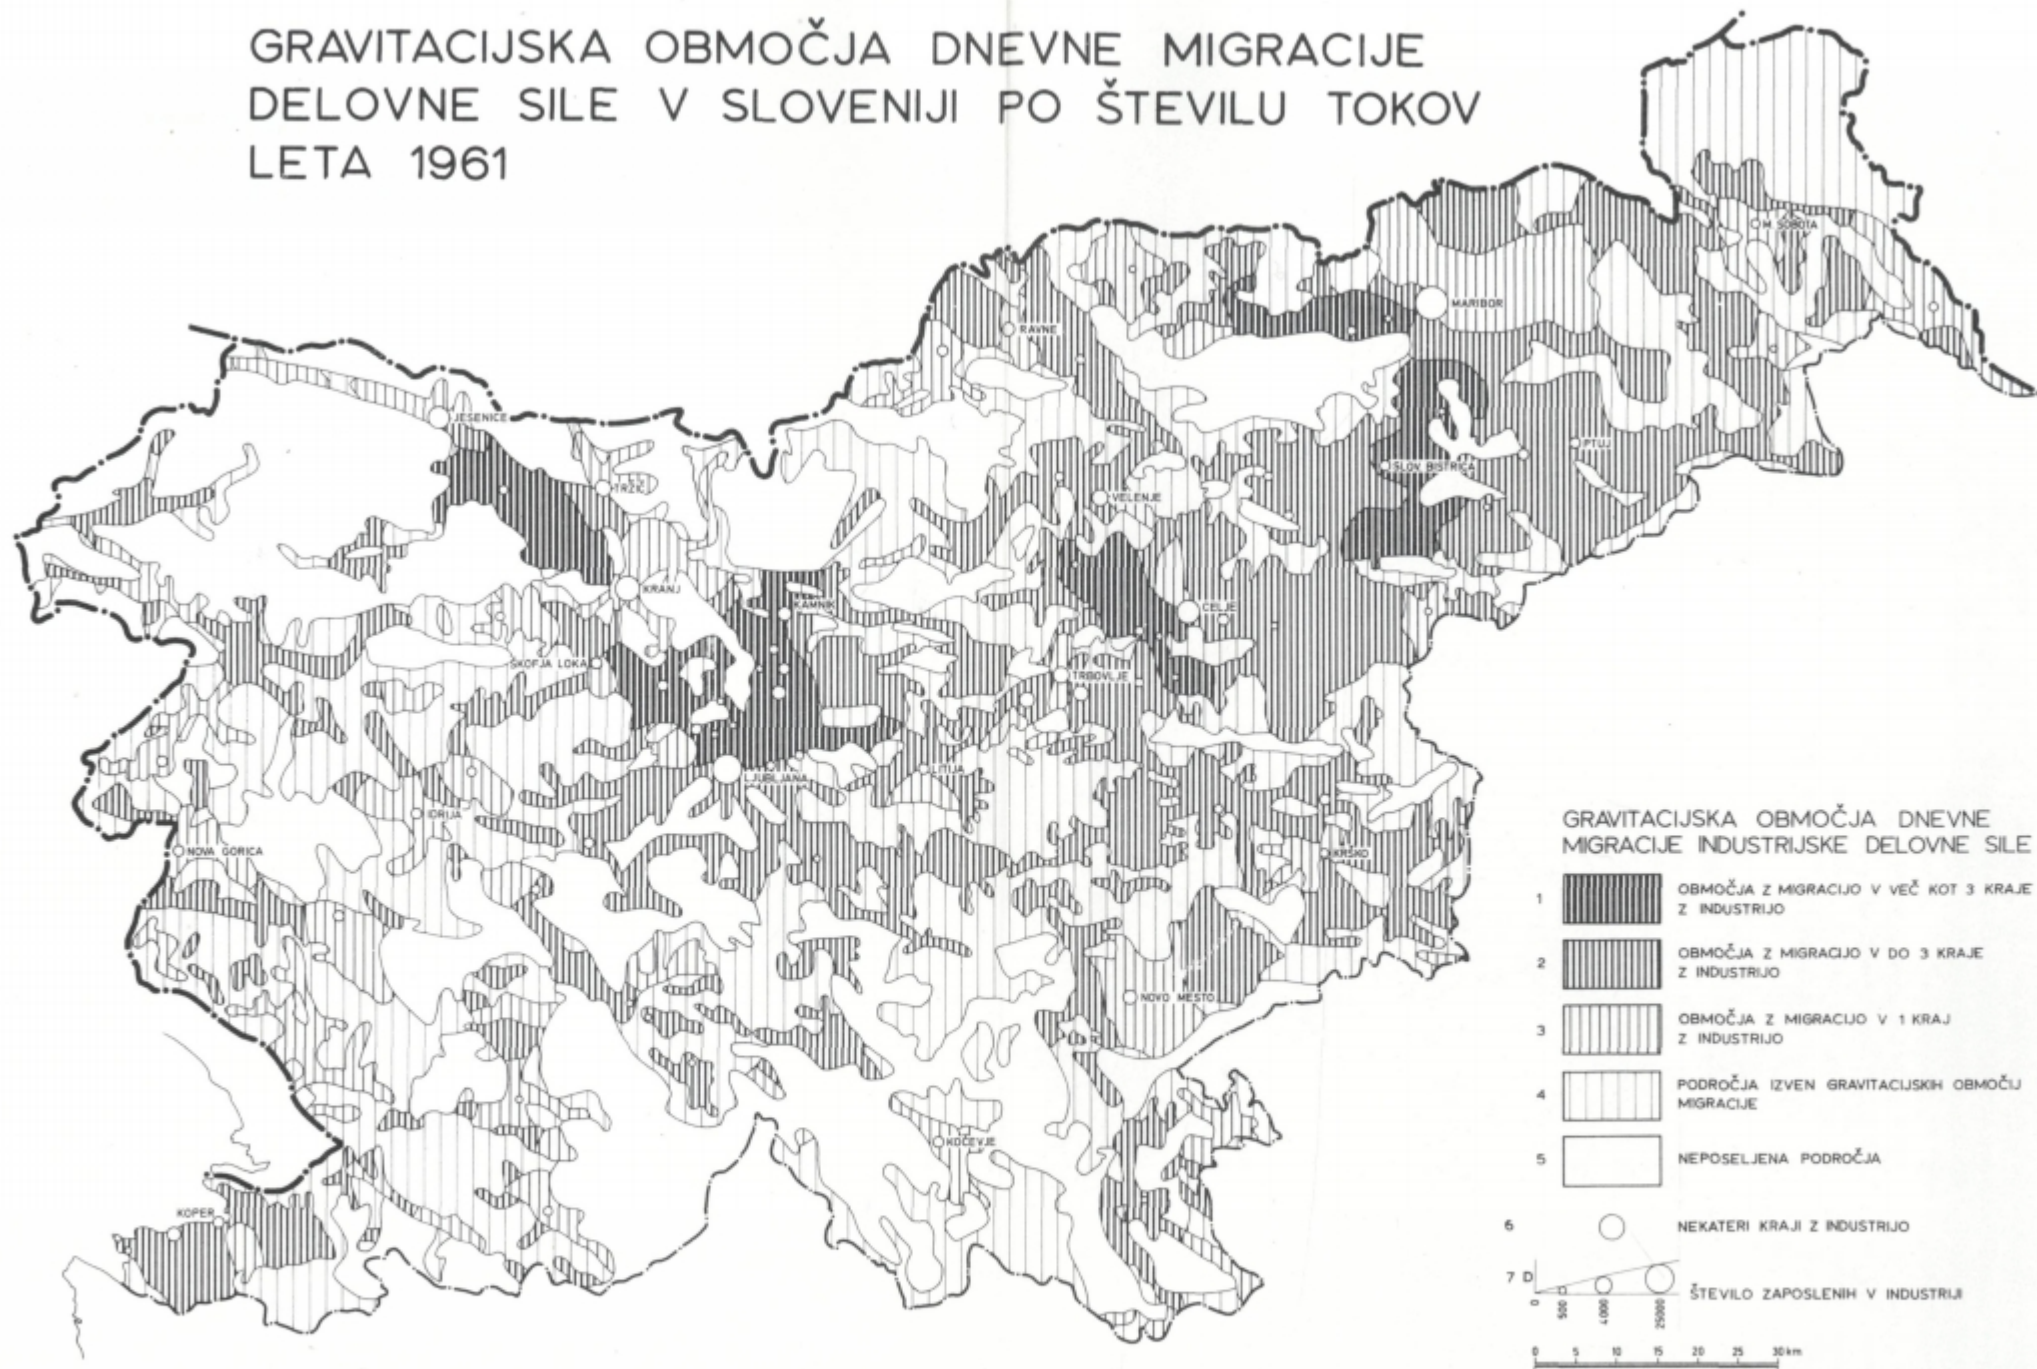 GRAVITACIJSKA OBMOČJA DNEVNE MIGRACIJE
DELOVNE SILE V SLOVENIJI PO ŠTEVILU TOKOV
LETA 1961
M. SOBOTA
MARIBOR
RAVNE
JESENICE
PTUJ
SLOV. BISTRICA
TRŽIČ
VELENJE
KRANJ
KAMNIK
CELJE
ŠKOFJA LOKA
TRBOVLJE
LJUBLJANA
LITIJA
IDRIJA
NOVA GORICA
KRŠKO
NOVO MESTO
KOČEVJE
KOPER
GRAVITACIJSKA OBMOČJA DNEVNE
MIGRACIJE INDUSTRIJSKE DELOVNE SILE
1 OBMOČJA Z MIGRACIJO V VEČ KOT 3 KRAJE
Z INDUSTRIJO
2 OBMOČJA Z MIGRACIJO V DO 3 KRAJE
Z INDUSTRIJO
3 OBMOČJA Z MIGRACIJO V 1 KRAJ
Z INDUSTRIJO
4 PODROČJA IZVEN GRAVITACIJSKIH OBMOČIJ
MIGRACIJE
5 NEPOSELJENA PODROČJA
6 NEKATERI KRAJI Z INDUSTRIJO
7 D ŠTEVILO ZAPOSLENIH V INDUSTRIJI
0 500 4000 25000
0 5 10 15 20 30 km